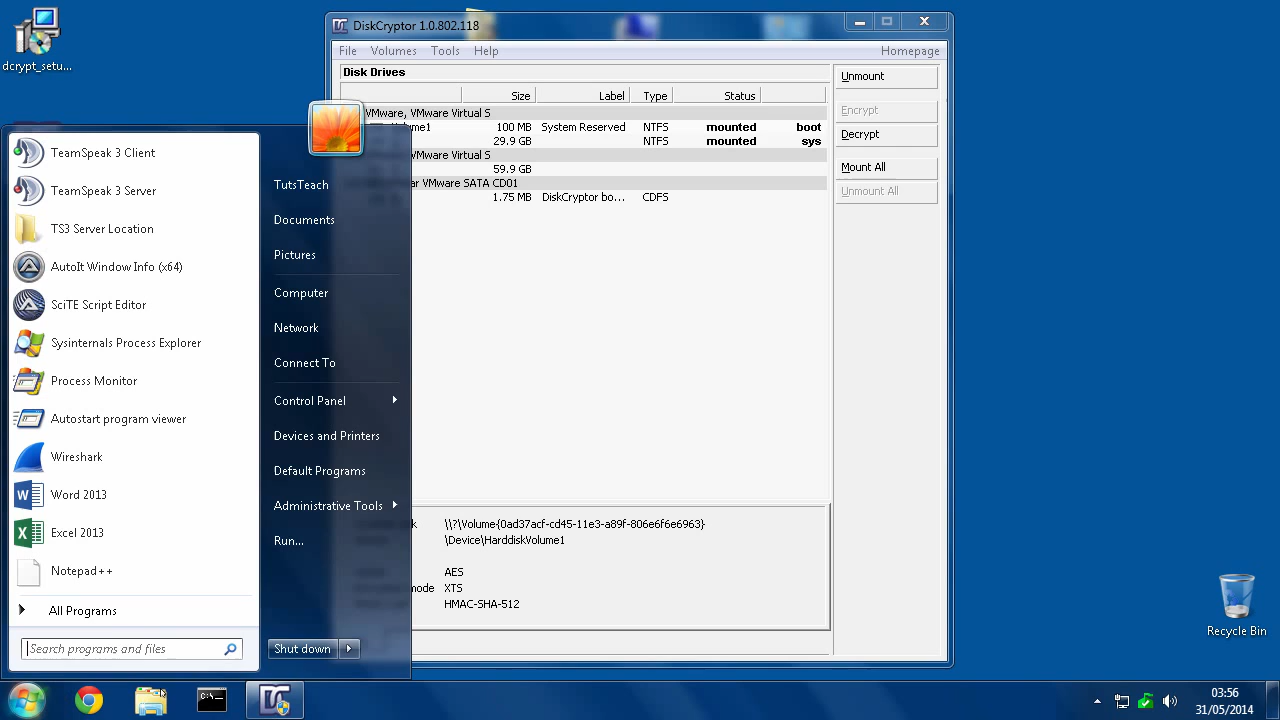 dcrypt_setu...
DiskCryptor 1.0.802.118
File Volumes Tools Help Homepage
Disk Drives
Size Label Type Status
VMware, VMware Virtual S
100 MB System Reserved NTFS mounted boot
29.9 GB NTFS mounted sys
VMware Virtual S
59.9 GB
VMware SATA CD01
1.75 MB DiskCryptor bo... CDFS
Unmount
Encrypt
Decrypt
Mount All
Unmount All
\\?\Volume{0ad37acf-cd45-11e3-a89f-806e6f6e6963}
\Device\HarddiskVolume1
AES
mode XTS
HMAC-SHA-512
TeamSpeak 3 Client
TeamSpeak 3 Server
TS3 Server Location
AutoIt Window Info (x64)
SciTE Script Editor
Sysinternals Process Explorer
Process Monitor
Autostart program viewer
Wireshark
Word 2013
Excel 2013
Notepad++
All Programs
Search programs and files
TutsTeach
Documents
Pictures
Computer
Network
Connect To
Control Panel
Devices and Printers
Default Programs
Administrative Tools
Run...
Shut down
Recycle Bin
03:56
31/05/2014